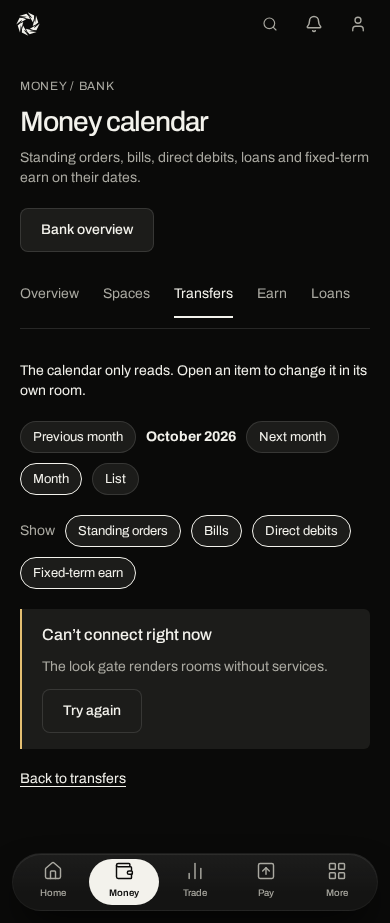 MONEY / BANK
Money calendar
Standing orders, bills, direct debits, loans and fixed-term
earn on their dates.
Bank overview
Overview Spaces Transfers Earn Loans
The calendar only reads. Open an item to change it in its
own room.
Previous month October 2026 Next month
Month List
Show Standing orders Bills Direct debits
Fixed-term earn
Can’t connect right now
The look gate renders rooms without services.
Try again
Back to transfers
Home Money Trade Pay More